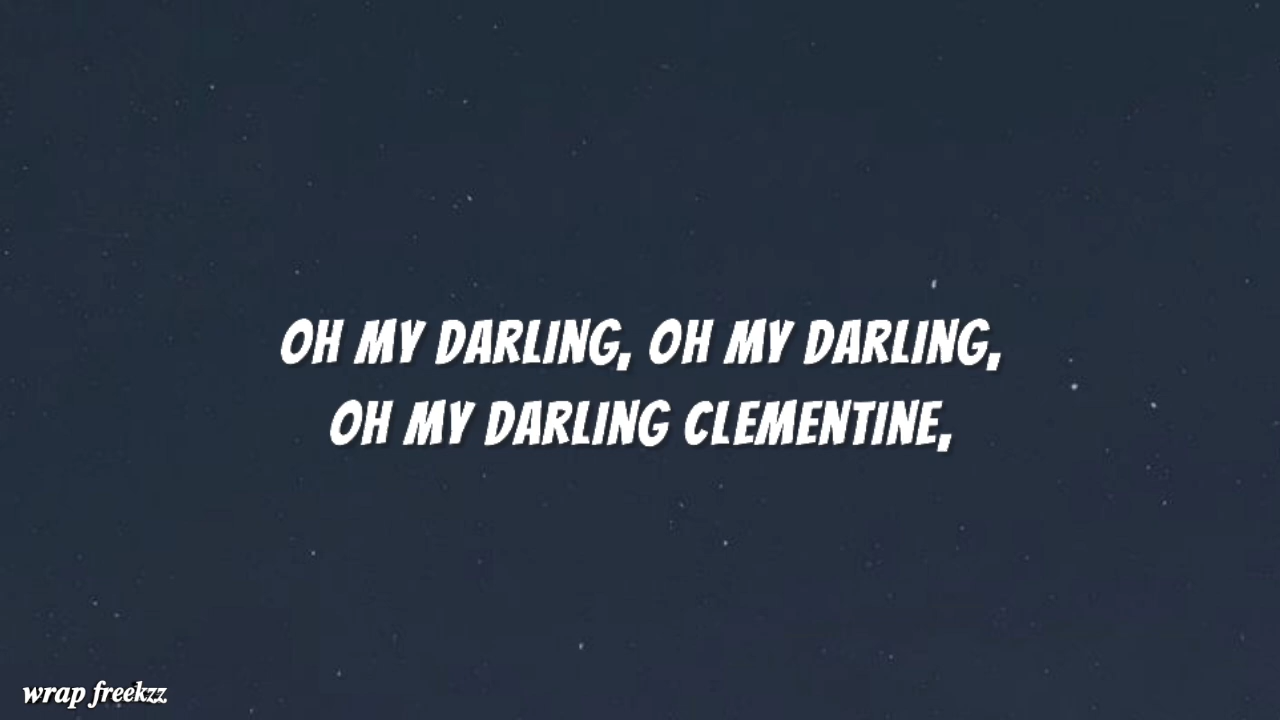 OH MY DARLING, OH MY DARLING,
OH MY DARLING CLEMENTINE,
wrap freekzz